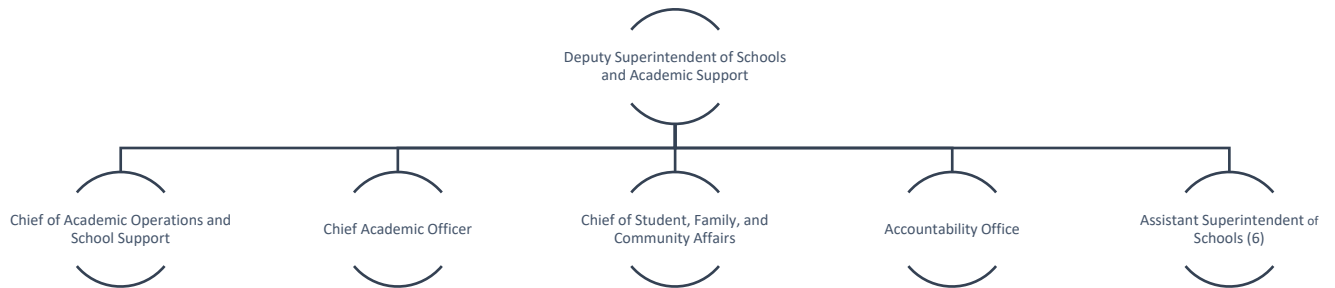 Deputy Superintendent of Schools
and Academic Support
Chief of Academic Operations and
School Support
Chief Academic Officer
Chief of Student, Family, and
Community Affairs
Accountability Office
Assistant Superintendent of
Schools (6)